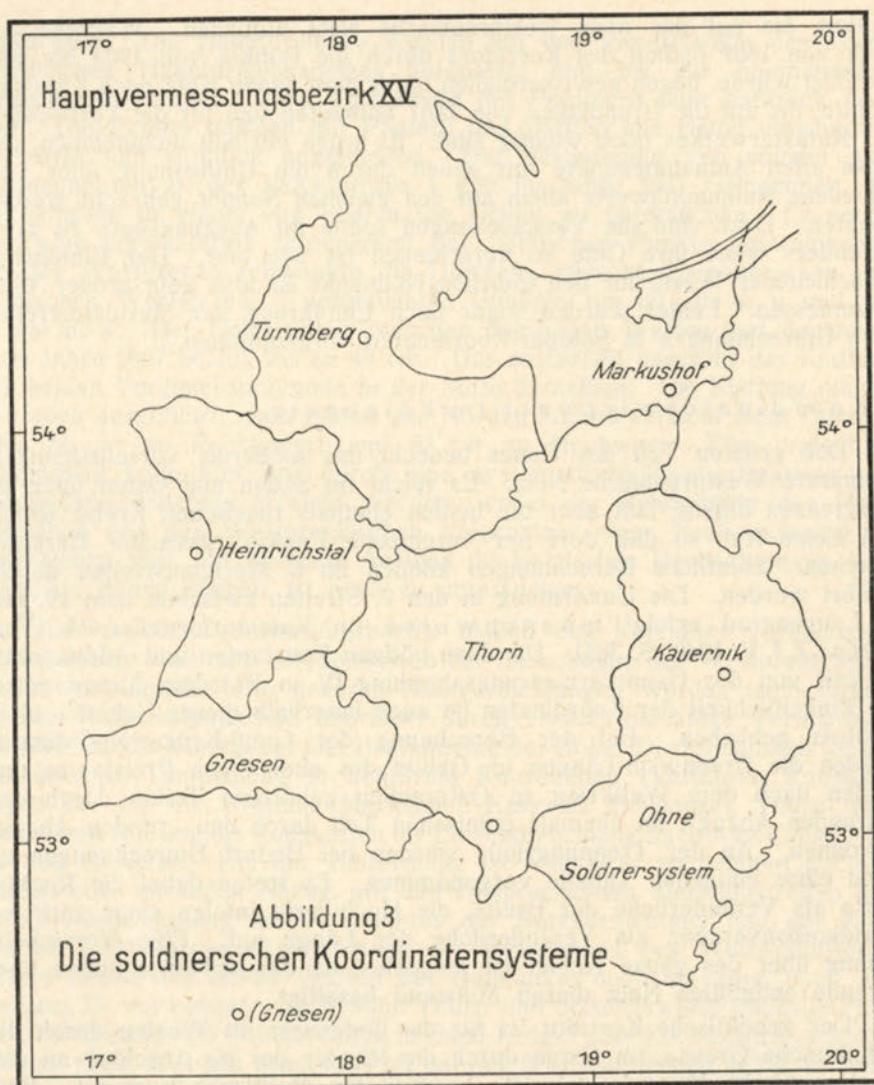 17° 18° 19° 20°
Hauptvermessungsbezirk XV
Turmberg
Markushof
54° 54°
Heinrichstal
Thorn
Kauernik
Gnesen
Ohne
53° 53°
Soldnersystem
Abbildung 3
Die soldnerschen Koordinatensysteme
(Gnesen)
17° 18° 19° 20°